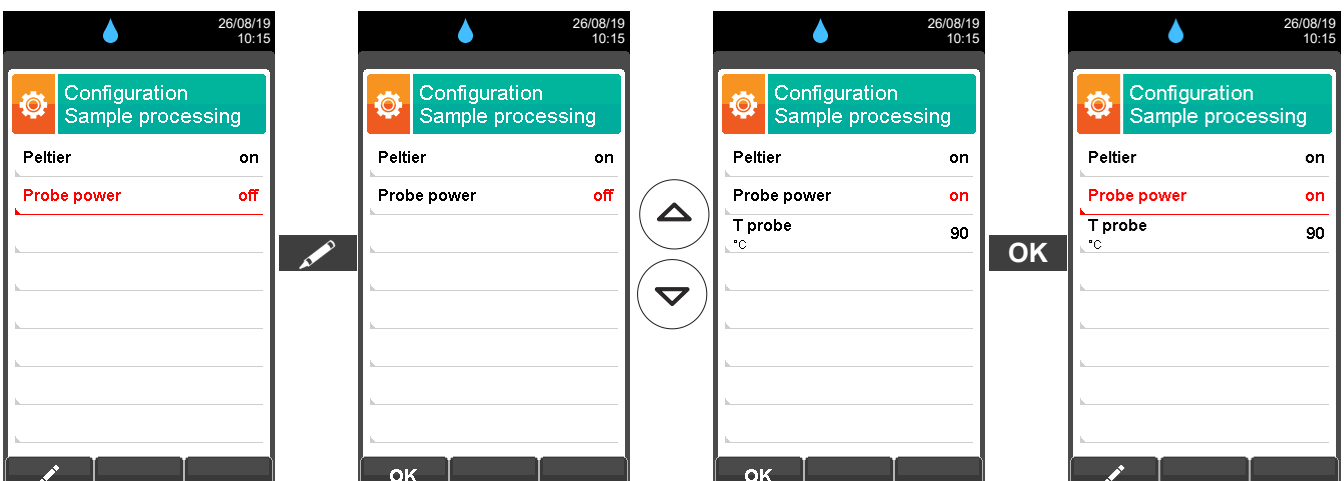 26/08/19
10:15
Configuration
Sample processing
Peltier on
Probe power off
26/08/19
10:15
Configuration
Sample processing
Peltier on
Probe power off
OK
26/08/19
10:15
Configuration
Sample processing
Peltier on
Probe power on
T probe 90
°C
OK
OK
26/08/19
10:15
Configuration
Sample processing
Peltier on
Probe power on
T probe 90
°C